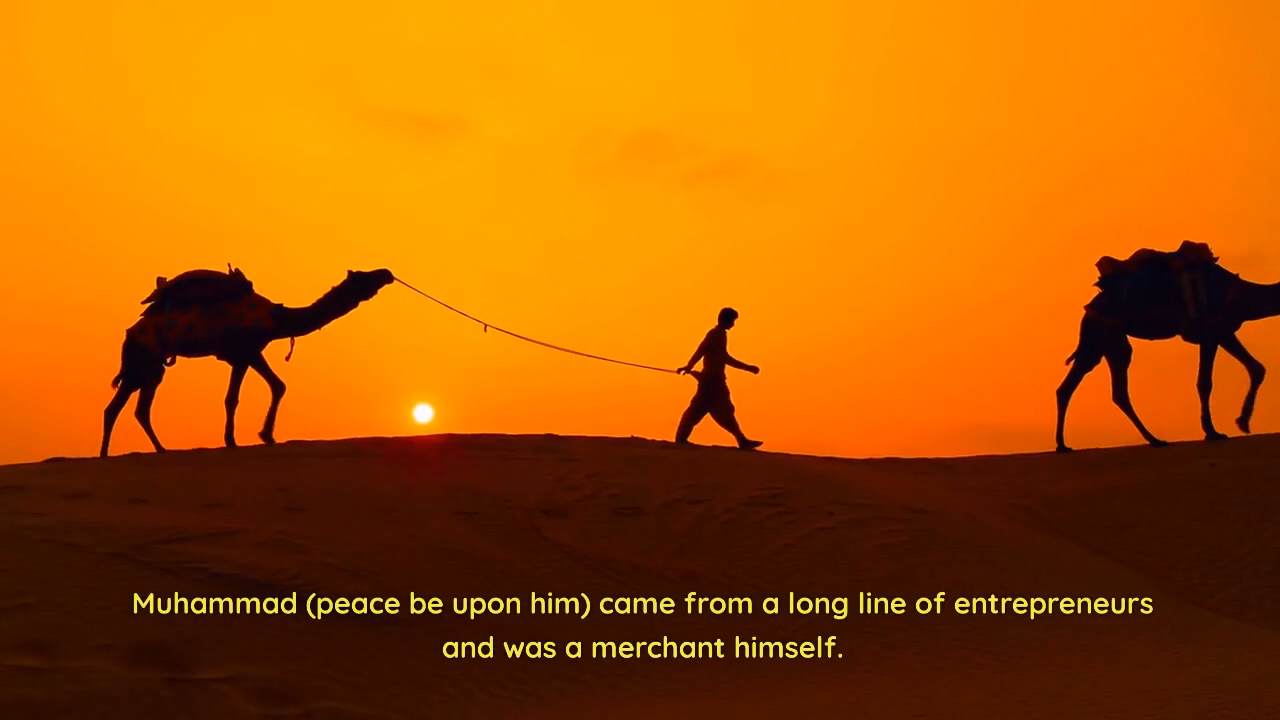 Muhammad (peace be upon him) came from a long line of entrepreneurs
and was a merchant himself.